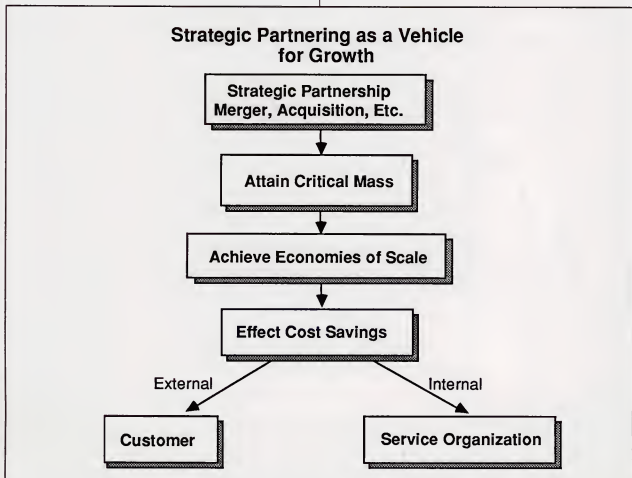 Strategic Partnering as a Vehicle
for Growth
Strategic Partnership
Merger, Acquisition, Etc.
Attain Critical Mass
Achieve Economies of Scale
Effect Cost Savings
External
Internal
Customer
Service Organization